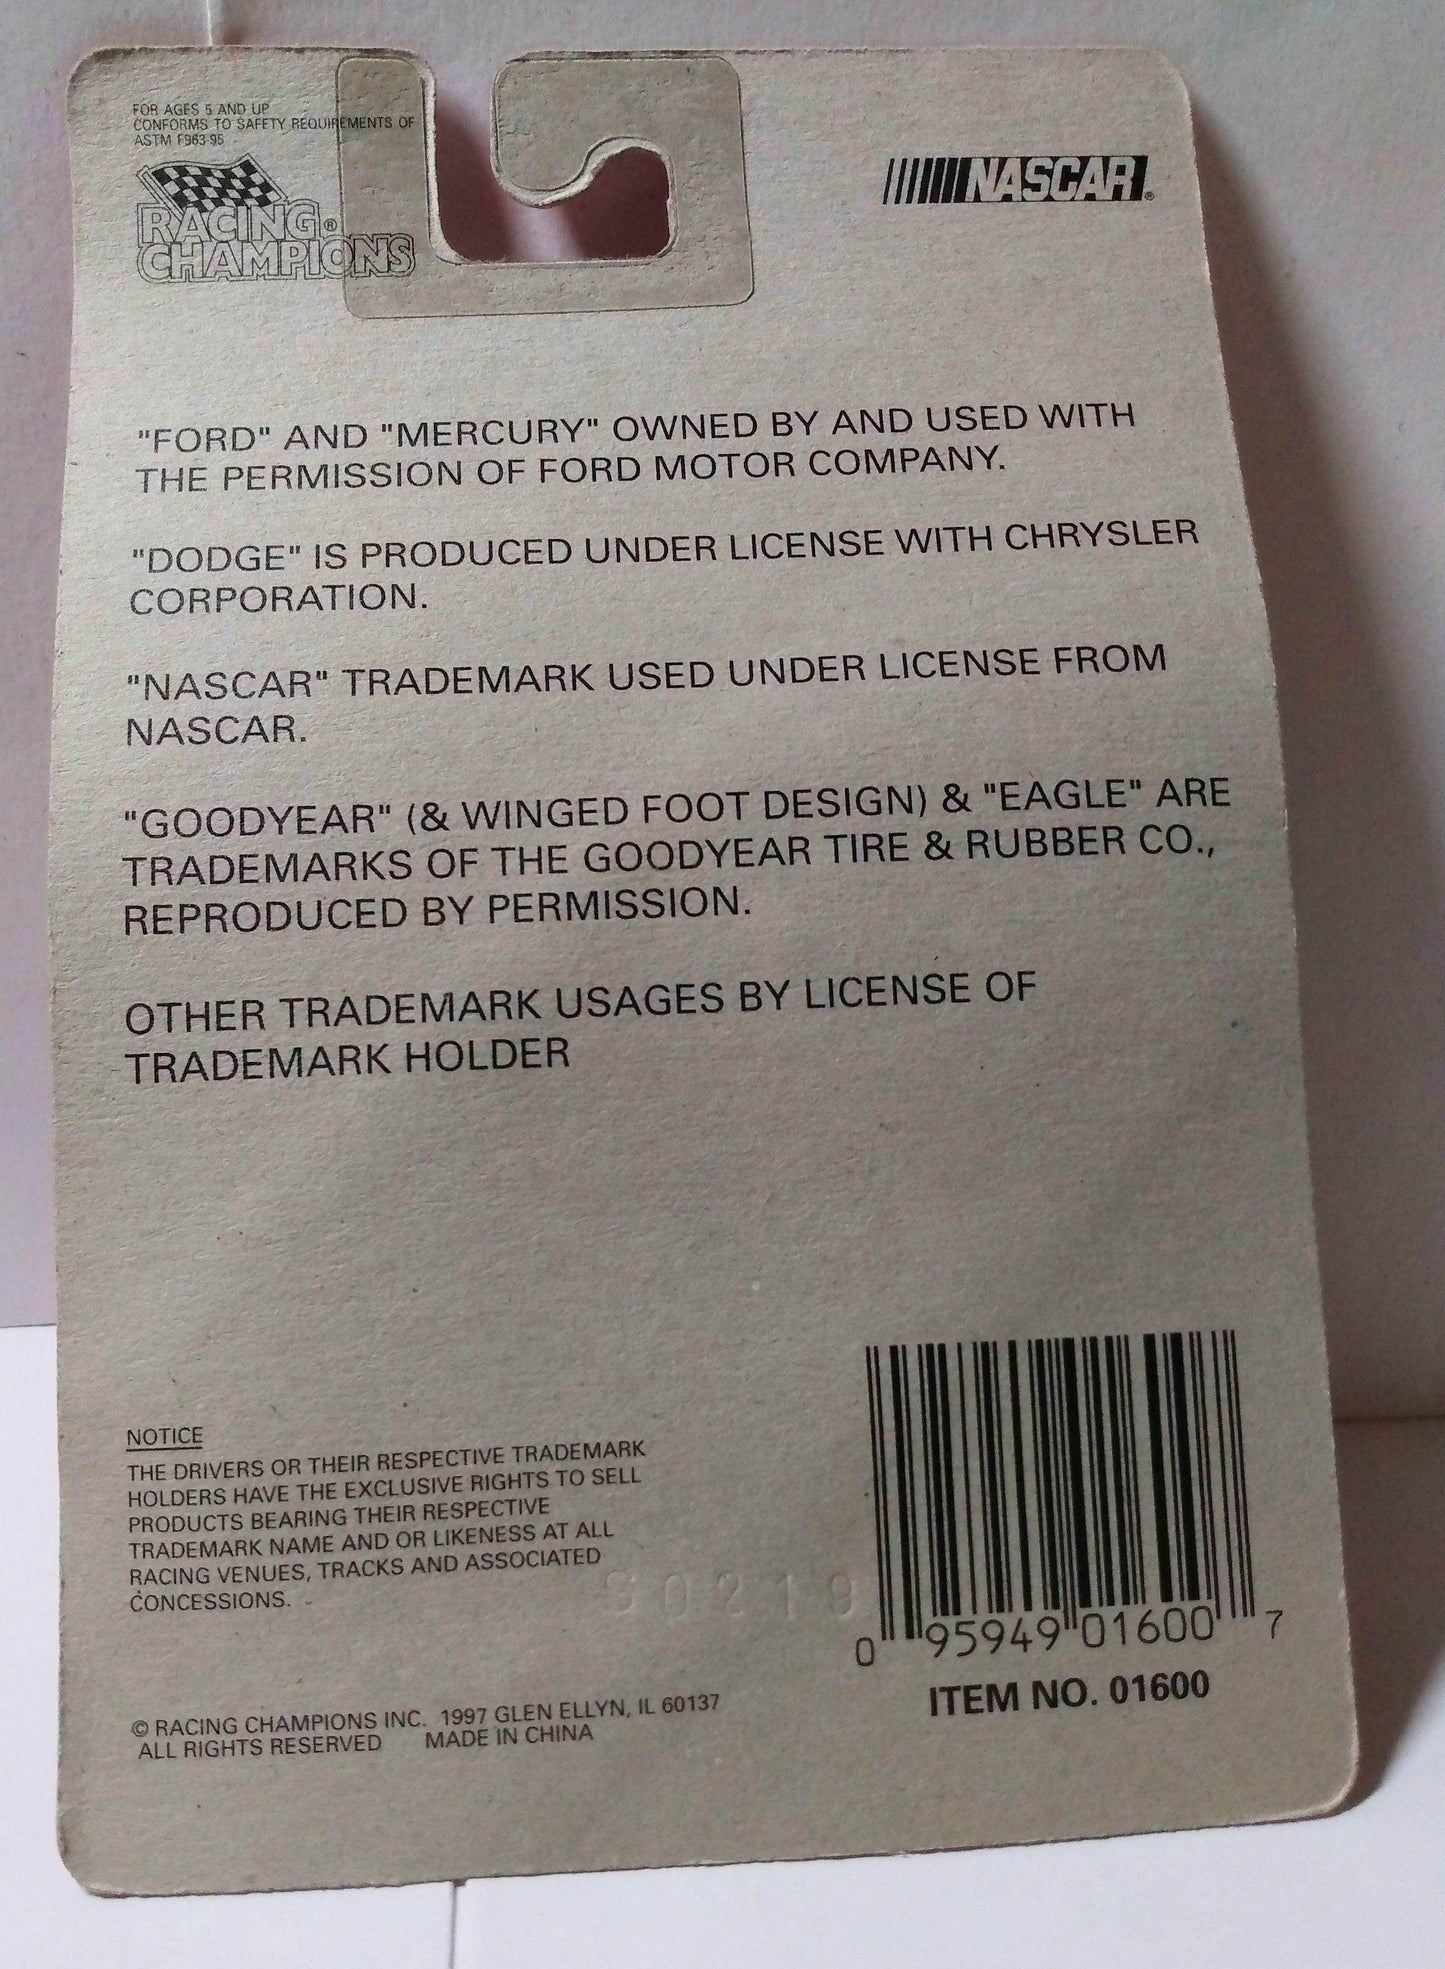 FOR AGES 5 AND UP
CONFORMS TO SAFETY REQUIREMENTS OF
ASTM F963-95
RACING®
CHAMPIONS
NASCAR®
"FORD" AND "MERCURY" OWNED BY AND USED WITH
THE PERMISSION OF FORD MOTOR COMPANY.
"DODGE" IS PRODUCED UNDER LICENSE WITH CHRYSLER
CORPORATION.
"NASCAR" TRADEMARK USED UNDER LICENSE FROM
NASCAR.
"GOODYEAR" (& WINGED FOOT DESIGN) & "EAGLE" ARE
TRADEMARKS OF THE GOODYEAR TIRE & RUBBER CO.,
REPRODUCED BY PERMISSION.
OTHER TRADEMARK USAGES BY LICENSE OF
TRADEMARK HOLDER
NOTICE
THE DRIVERS OR THEIR RESPECTIVE TRADEMARK
HOLDERS HAVE THE EXCLUSIVE RIGHTS TO SELL
PRODUCTS BEARING THEIR RESPECTIVE
TRADEMARK NAME AND OR LIKENESS AT ALL
RACING VENUES, TRACKS AND ASSOCIATED
CONCESSIONS.
© RACING CHAMPIONS INC. 1997 GLEN ELLYN, IL 60137
ALL RIGHTS RESERVED MADE IN CHINA
0 95949 01600 7
ITEM NO. 01600